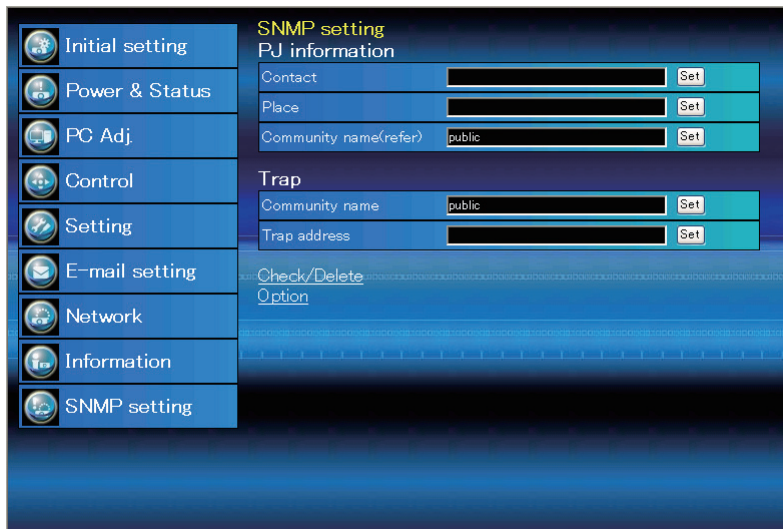 Initial setting
Power & Status
PC Adj.
Control
Setting
E-mail setting
Network
Information
SNMP setting
SNMP setting
PJ information
Contact Set
Place Set
Community name(refer) public Set
Trap
Community name public Set
Trap address Set
Check/Delete
Option